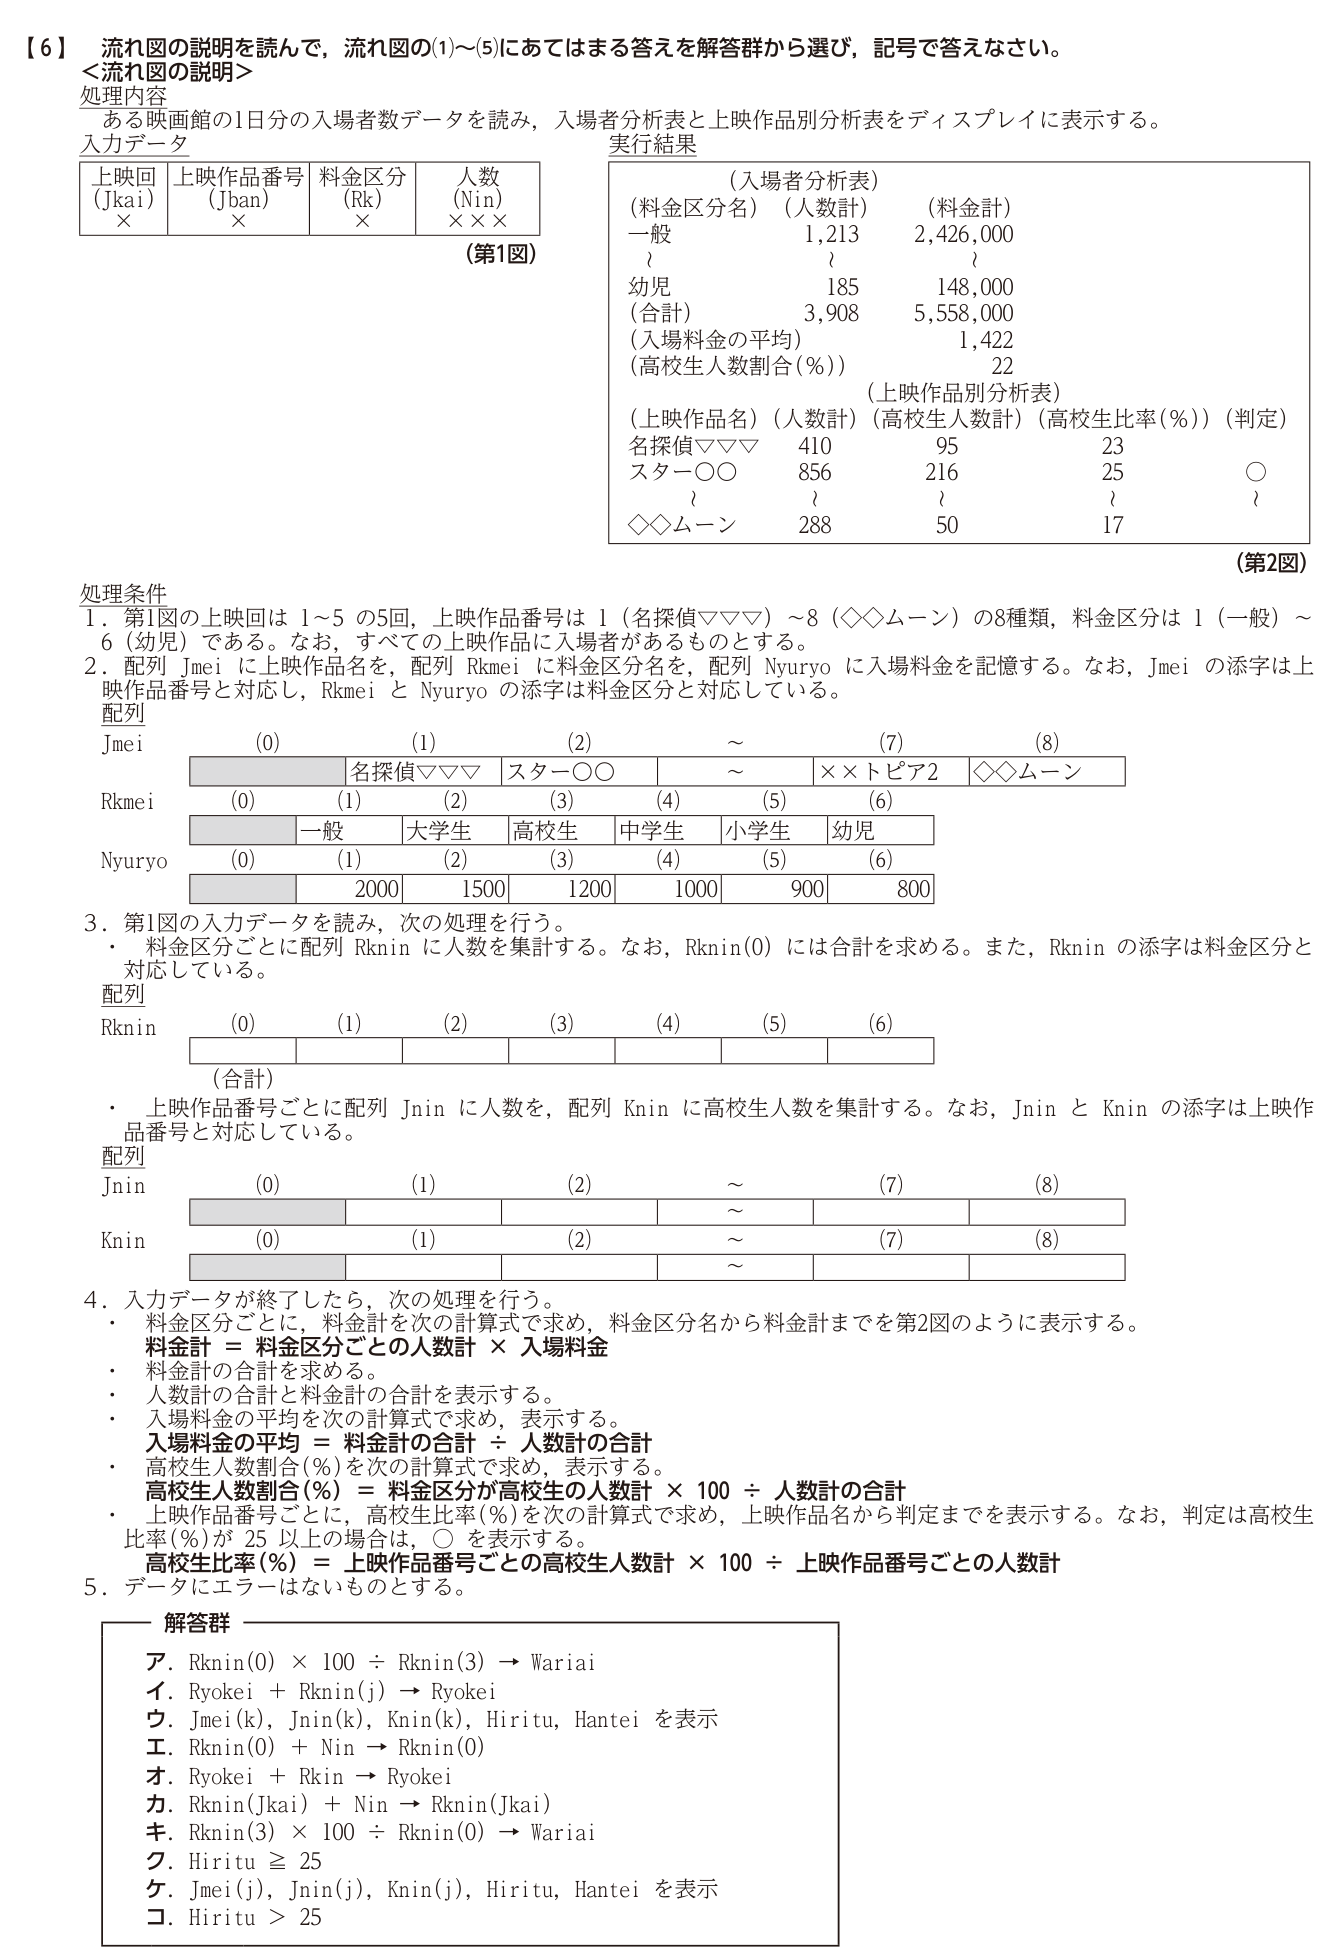 【6】 流れ図の説明を読んで，流れ図の⑴～⑸にあてはまる答えを解答群から選び，記号で答えなさい。
＜流れ図の説明＞
処理内容
ある映画館の1日分の入場者数データを読み，入場者分析表と上映作品別分析表をディスプレイに表示する。
入力データ
上映回 上映作品番号 料金区分 人数
(Jkai) (Jban) (Rk) (Nin)
× × × ×××
（第1図）
実行結果
（入場者分析表）
（料金区分名）（人数計） （料金計）
一般 1,213 2,426,000
～ ～ ～
幼児 185 148,000
（合計） 3,908 5,558,000
（入場料金の平均） 1,422
（高校生人数割合(％)） 22
（上映作品別分析表）
（上映作品名）（人数計）（高校生人数計）（高校生比率(％)）（判定）
名探偵▽▽▽ 410 95 23
スター○○ 856 216 25 ○
～ ～ ～ ～ ～
◇◇ムーン 288 50 17
（第2図）
処理条件
１．第1図の上映回は 1～5 の5回，上映作品番号は 1（名探偵▽▽▽）～8（◇◇ムーン）の8種類，料金区分は 1（一般）～
6（幼児）である。なお，すべての上映作品に入場者があるものとする。
２．配列 Jmei に上映作品名を，配列 Rkmei に料金区分名を，配列 Nyuryo に入場料金を記憶する。なお，Jmei の添字は上
映作品番号と対応し，Rkmei と Nyuryo の添字は料金区分と対応している。
配列
Jmei (0) (1) (2) ～ (7) (8)
名探偵▽▽▽ スター○○ ～ ××トピア2 ◇◇ムーン
Rkmei (0) (1) (2) (3) (4) (5) (6)
一般 大学生 高校生 中学生 小学生 幼児
Nyuryo (0) (1) (2) (3) (4) (5) (6)
2000 1500 1200 1000 900 800
３．第1図の入力データを読み，次の処理を行う。
・ 料金区分ごとに配列 Rknin に人数を集計する。なお，Rknin(0) には合計を求める。また，Rknin の添字は料金区分と
対応している。
配列
Rknin (0) (1) (2) (3) (4) (5) (6)
（合計）
・ 上映作品番号ごとに配列 Jnin に人数を，配列 Knin に高校生人数を集計する。なお，Jnin と Knin の添字は上映作
品番号と対応している。
配列
Jnin (0) (1) (2) ～ (7) (8)
～
Knin (0) (1) (2) ～ (7) (8)
～
４．入力データが終了したら，次の処理を行う。
・ 料金区分ごとに，料金計を次の計算式で求め，料金区分名から料金計までを第2図のように表示する。
料金計 ＝ 料金区分ごとの人数計 × 入場料金
・ 料金計の合計を求める。
・ 人数計の合計と料金計の合計を表示する。
・ 入場料金の平均を次の計算式で求め，表示する。
入場料金の平均 ＝ 料金計の合計 ÷ 人数計の合計
・ 高校生人数割合(％)を次の計算式で求め，表示する。
高校生人数割合(％) ＝ 料金区分が高校生の人数計 × 100 ÷ 人数計の合計
・ 上映作品番号ごとに，高校生比率(％)を次の計算式で求め，上映作品名から判定までを表示する。なお，判定は高校生
比率(％)が 25 以上の場合は，○ を表示する。
高校生比率(％) ＝ 上映作品番号ごとの高校生人数計 × 100 ÷ 上映作品番号ごとの人数計
５．データにエラーはないものとする。
解答群
ア．Rknin(0) × 100 ÷ Rknin(3) → Wariai
イ．Ryokei ＋ Rknin(j) → Ryokei
ウ．Jmei(k)，Jnin(k)，Knin(k)，Hiritu，Hantei を表示
エ．Rknin(0) ＋ Nin → Rknin(0)
オ．Ryokei ＋ Rkin → Ryokei
カ．Rknin(Jkai) ＋ Nin → Rknin(Jkai)
キ．Rknin(3) × 100 ÷ Rknin(0) → Wariai
ク．Hiritu ≧ 25
ケ．Jmei(j)，Jnin(j)，Knin(j)，Hiritu，Hantei を表示
コ．Hiritu ＞ 25